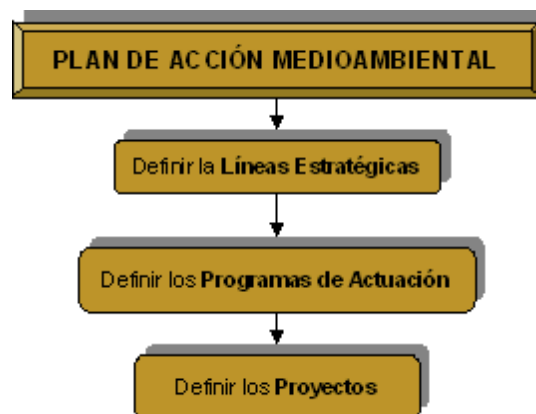 PLAN DE ACCIÓN MEDIOAMBIENTAL
Definir la Líneas Estratégicas
Definir los Programas de Actuación
Definir los Proyectos